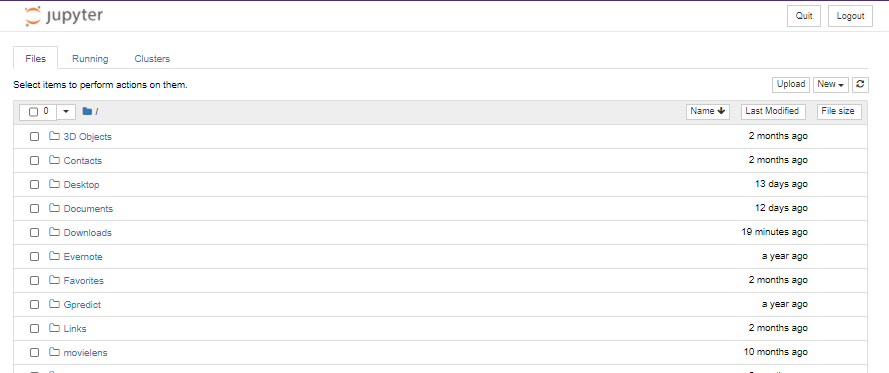 jupyter
Quit Logout
Files Running Clusters
Select items to perform actions on them.
Upload New
0 / Name Last Modified File size
3D Objects 2 months ago
Contacts 2 months ago
Desktop 13 days ago
Documents 12 days ago
Downloads 19 minutes ago
Evernote a year ago
Favorites 2 months ago
Gpredict a year ago
Links 2 months ago
movielens 10 months ago